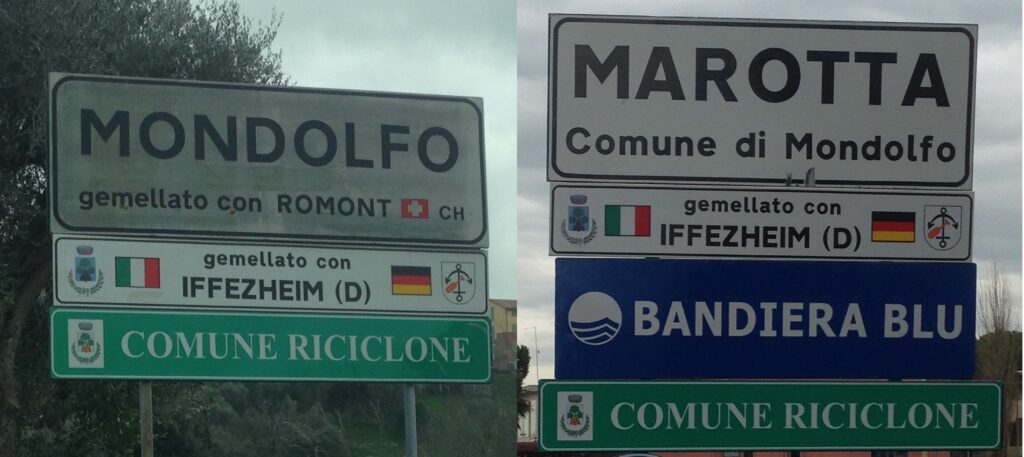 MONDOLFO
gemellato con ROMONT CH
gemellato con
IFFEZHEIM (D)
COMUNE RICICLONE
MAROTTA
Comune di Mondolfo
gemellato con
IFFEZHEIM (D)
BANDIERA BLU
COMUNE RICICLONE